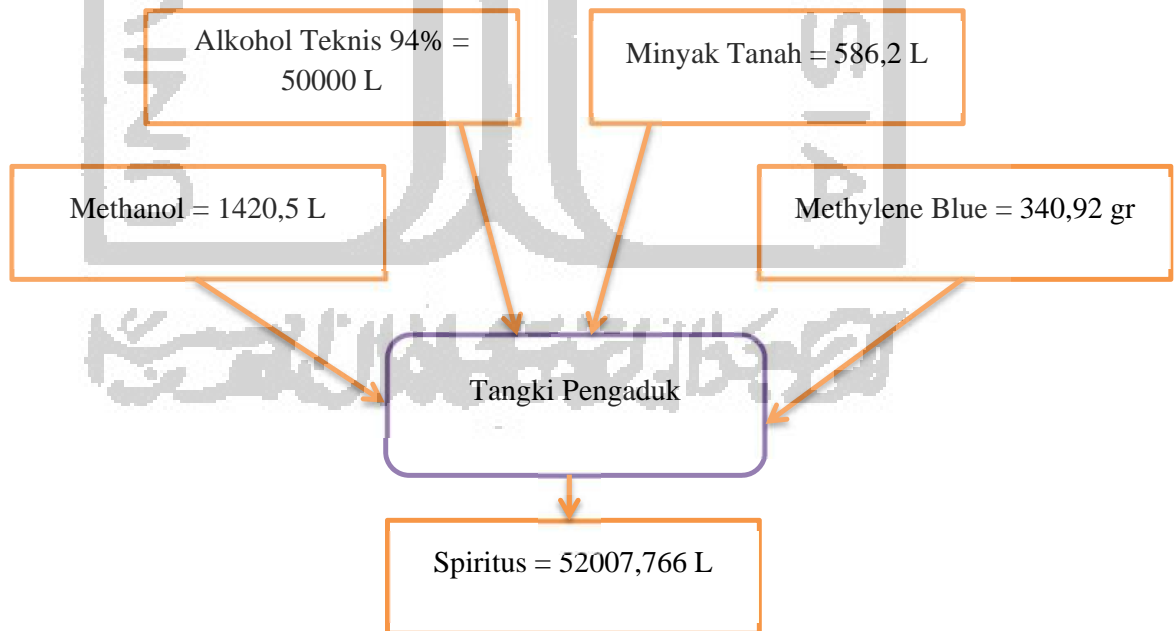 Alkohol Teknis 94% =
50000 L
Minyak Tanah = 586,2 L
Methanol = 1420,5 L
Methylene Blue = 340,92 gr
Tangki Pengaduk
Spiritus = 52007,766 L